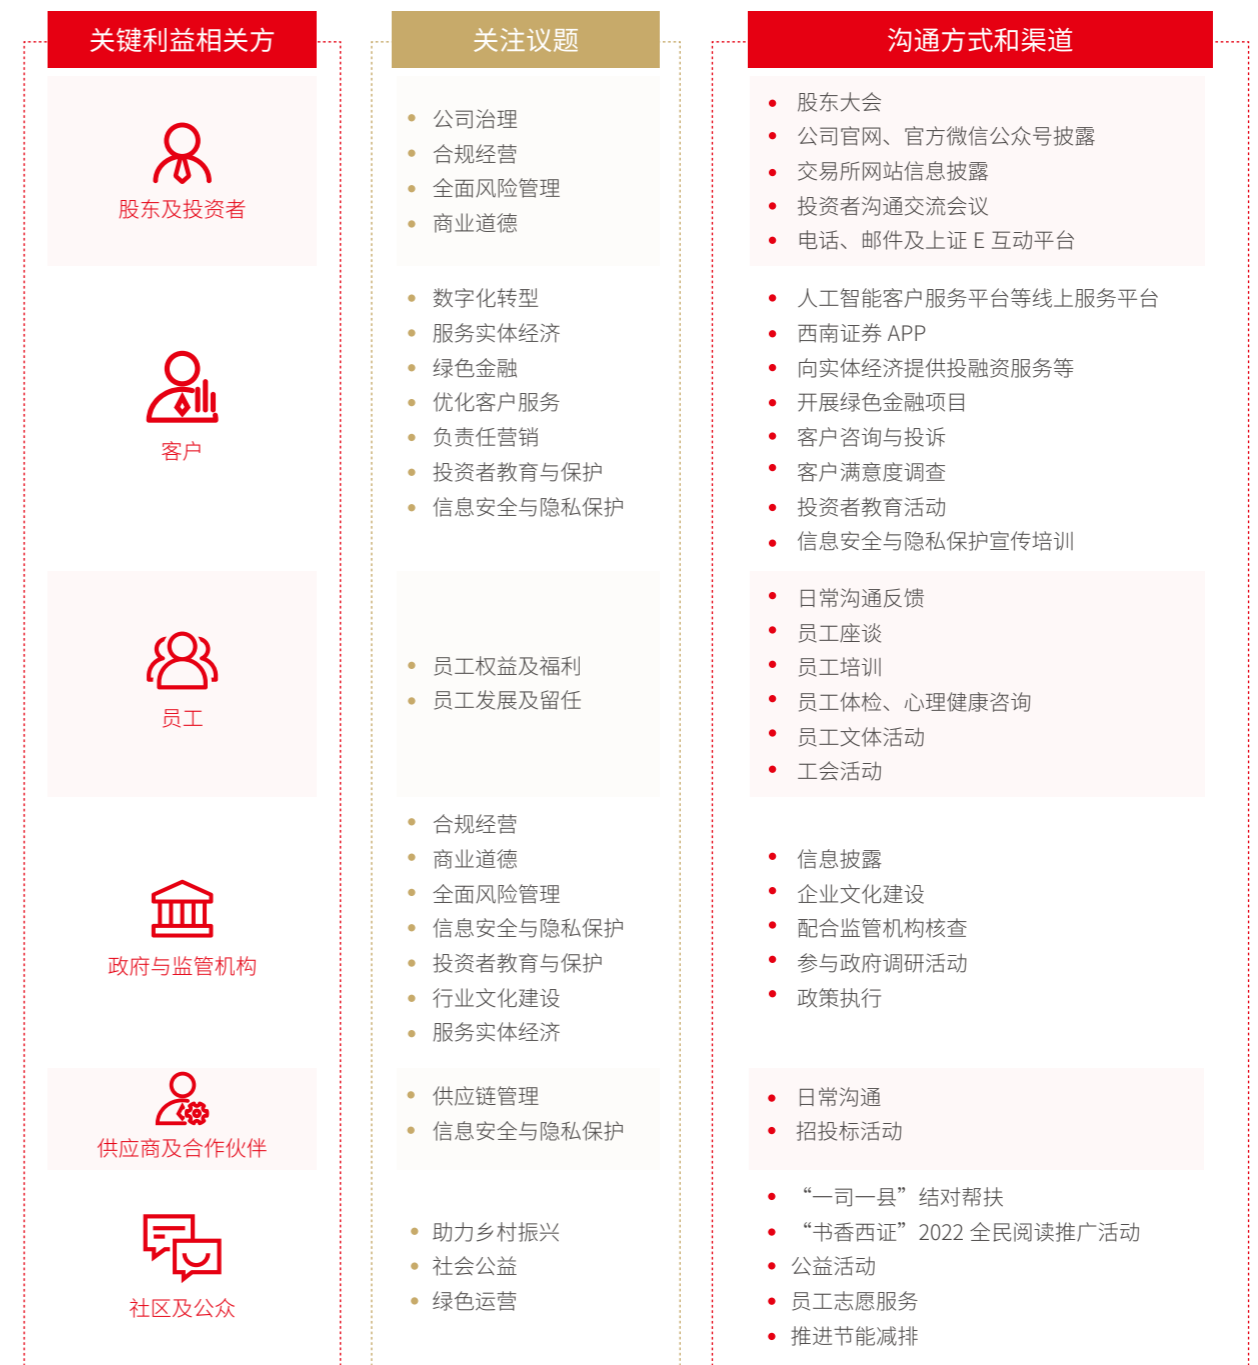 关键利益相关方
关注议题
沟通方式和渠道
股东及投资者
公司治理
合规经营
全面风险管理
商业道德
股东大会
公司官网、官方微信公众号披露
交易所网站信息披露
投资者沟通交流会议
电话、邮件及上证 E 互动平台
客户
数字化转型
服务实体经济
绿色金融
优化客户服务
负责任营销
投资者教育与保护
信息安全与隐私保护
人工智能客户服务平台等线上服务平台
西南证券 APP
向实体经济提供投融资服务等
开展绿色金融项目
客户咨询与投诉
客户满意度调查
投资者教育活动
信息安全与隐私保护宣传培训
员工
员工权益及福利
员工发展及留任
日常沟通反馈
员工座谈
员工培训
员工体检、心理健康咨询
员工文体活动
工会活动
政府与监管机构
合规经营
商业道德
全面风险管理
信息安全与隐私保护
投资者教育与保护
行业文化建设
服务实体经济
信息披露
企业文化建设
配合监管机构核查
参与政府调研活动
政策执行
供应商及合作伙伴
供应链管理
信息安全与隐私保护
日常沟通
招投标活动
社区及公众
助力乡村振兴
社会公益
绿色运营
“一司一县”结对帮扶
“书香西证”2022 全民阅读推广活动
公益活动
员工志愿服务
推进节能减排